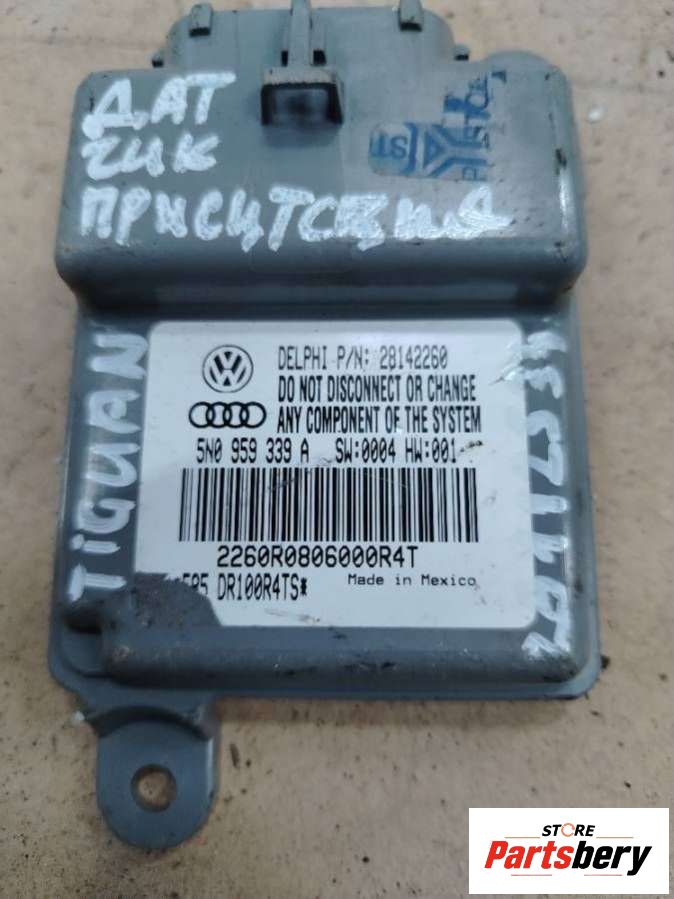 ДАТ
ЧИК
ПРИСУТСТВИЯ
TIGUAN
DELPHI P/N: 28142260
DO NOT DISCONNECT OR CHANGE
ANY COMPONENT OF THE SYSTEM
5N0 959 339 A SW:0004 HW:001
2260R0806000R4T
5P5 DR100R4TS*
Made in Mexico
STORE
Partsbery